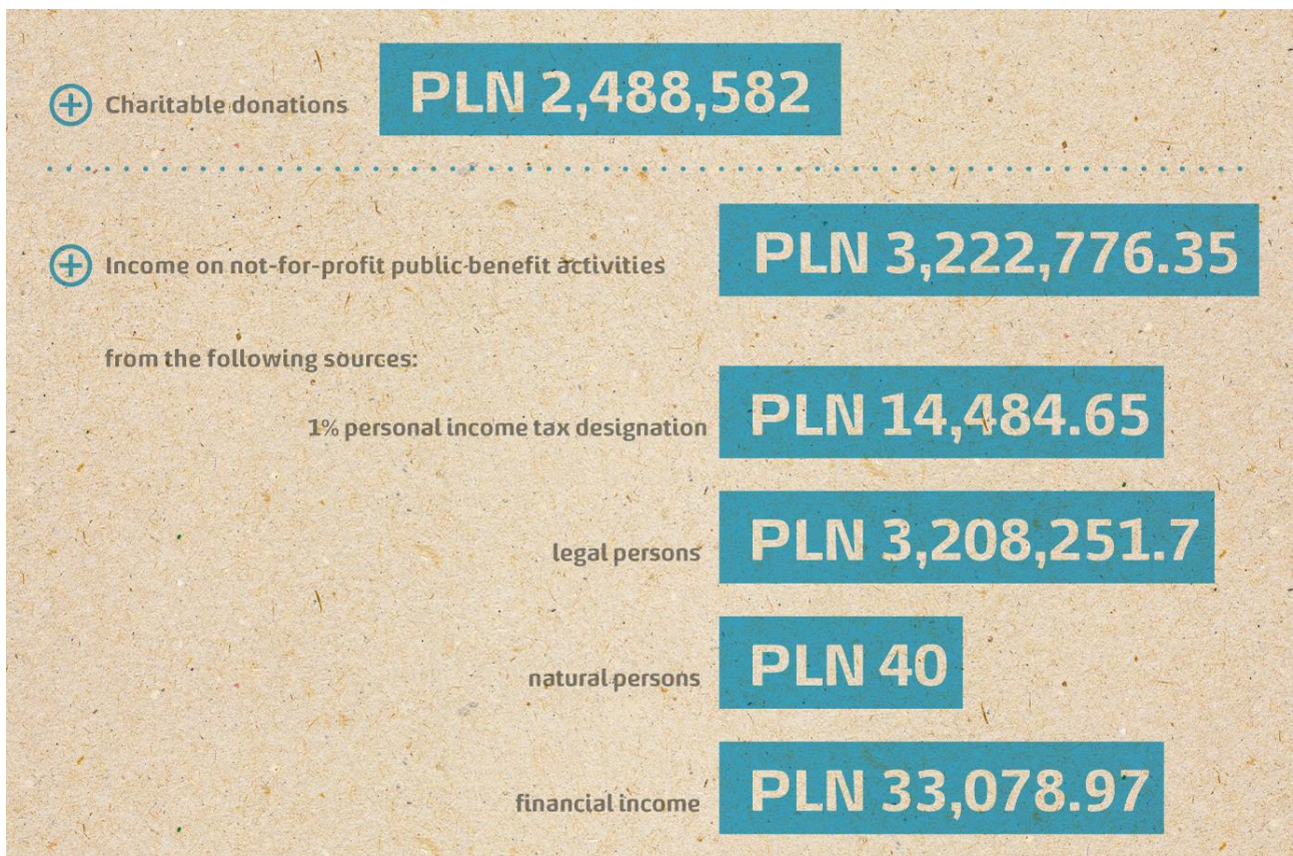 Charitable donations PLN 2,488,582
Income on not-for-profit public-benefit activities PLN 3,222,776.35
from the following sources:
1% personal income tax designation PLN 14,484.65
legal persons PLN 3,208,251.7
natural persons PLN 40
financial income PLN 33,078.97